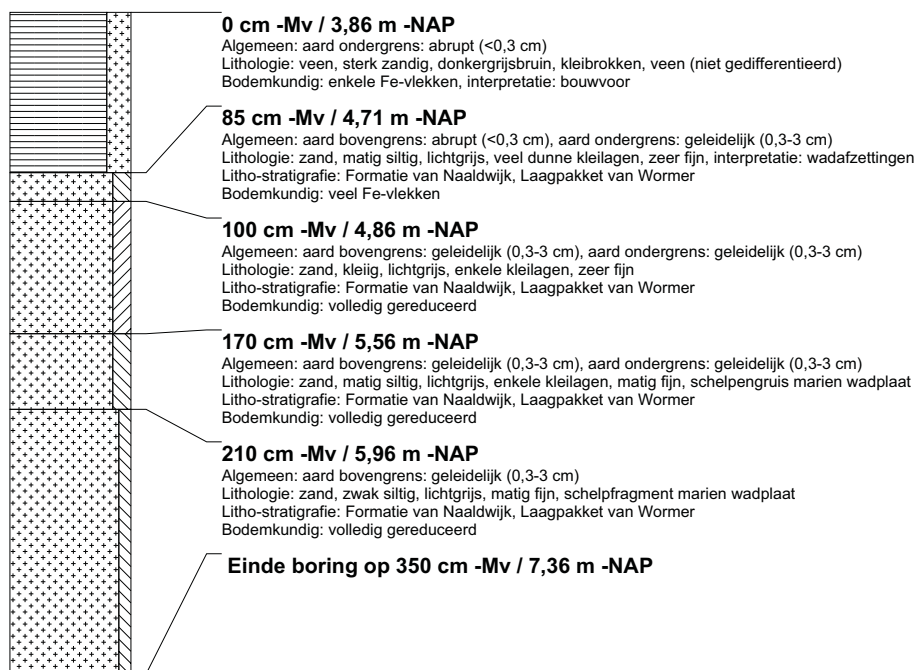 0 cm -Mv / 3,86 m -NAP
Algemeen: aard ondergrens: abrupt (<0,3 cm)
Lithologie: veen, sterk zandig, donkergrijsbruin, kleibrokken, veen (niet gedifferentieerd)
Bodemkundig: enkele Fe-vlekken, interpretatie: bouwvoor
85 cm -Mv / 4,71 m -NAP
Algemeen: aard bovengrens: abrupt (<0,3 cm), aard ondergrens: geleidelijk (0,3-3 cm)
Lithologie: zand, matig siltig, lichtgrijs, veel dunne kleilagen, zeer fijn, interpretatie: wadafzettingen
Litho-stratigrafie: Formatie van Naaldwijk, Laagpakket van Wormer
Bodemkundig: veel Fe-vlekken
100 cm -Mv / 4,86 m -NAP
Algemeen: aard bovengrens: geleidelijk (0,3-3 cm), aard ondergrens: geleidelijk (0,3-3 cm)
Lithologie: zand, kleiig, lichtgrijs, enkele kleilagen, zeer fijn
Litho-stratigrafie: Formatie van Naaldwijk, Laagpakket van Wormer
Bodemkundig: volledig gereduceerd
170 cm -Mv / 5,56 m -NAP
Algemeen: aard bovengrens: geleidelijk (0,3-3 cm), aard ondergrens: geleidelijk (0,3-3 cm)
Lithologie: zand, matig siltig, lichtgrijs, enkele kleilagen, matig fijn, schelpengruis marien wadplaat
Litho-stratigrafie: Formatie van Naaldwijk, Laagpakket van Wormer
Bodemkundig: volledig gereduceerd
210 cm -Mv / 5,96 m -NAP
Algemeen: aard bovengrens: geleidelijk (0,3-3 cm)
Lithologie: zand, zwak siltig, lichtgrijs, matig fijn, schelpfragment marien wadplaat
Litho-stratigrafie: Formatie van Naaldwijk, Laagpakket van Wormer
Bodemkundig: volledig gereduceerd
Einde boring op 350 cm -Mv / 7,36 m -NAP